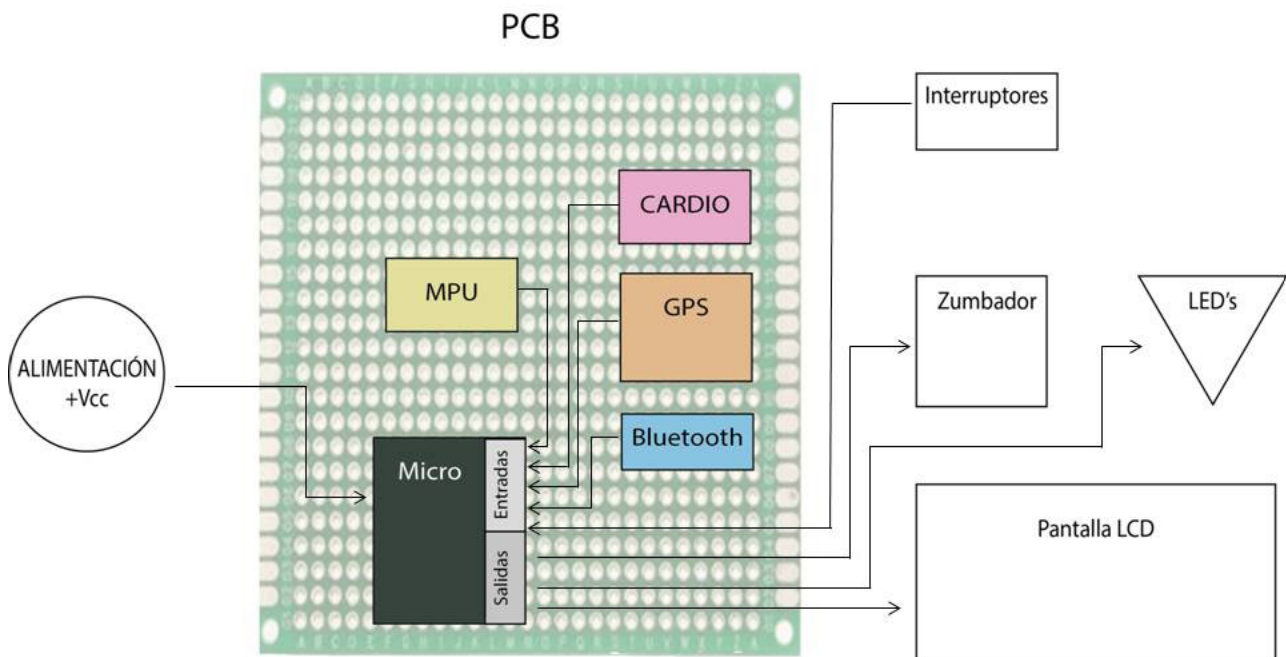 PCB
Interruptores
CARDIO
MPU
GPS
Zumbador
LED's
ALIMENTACIÓN
+Vcc
Bluetooth
Micro
Entradas
Salidas
Pantalla LCD